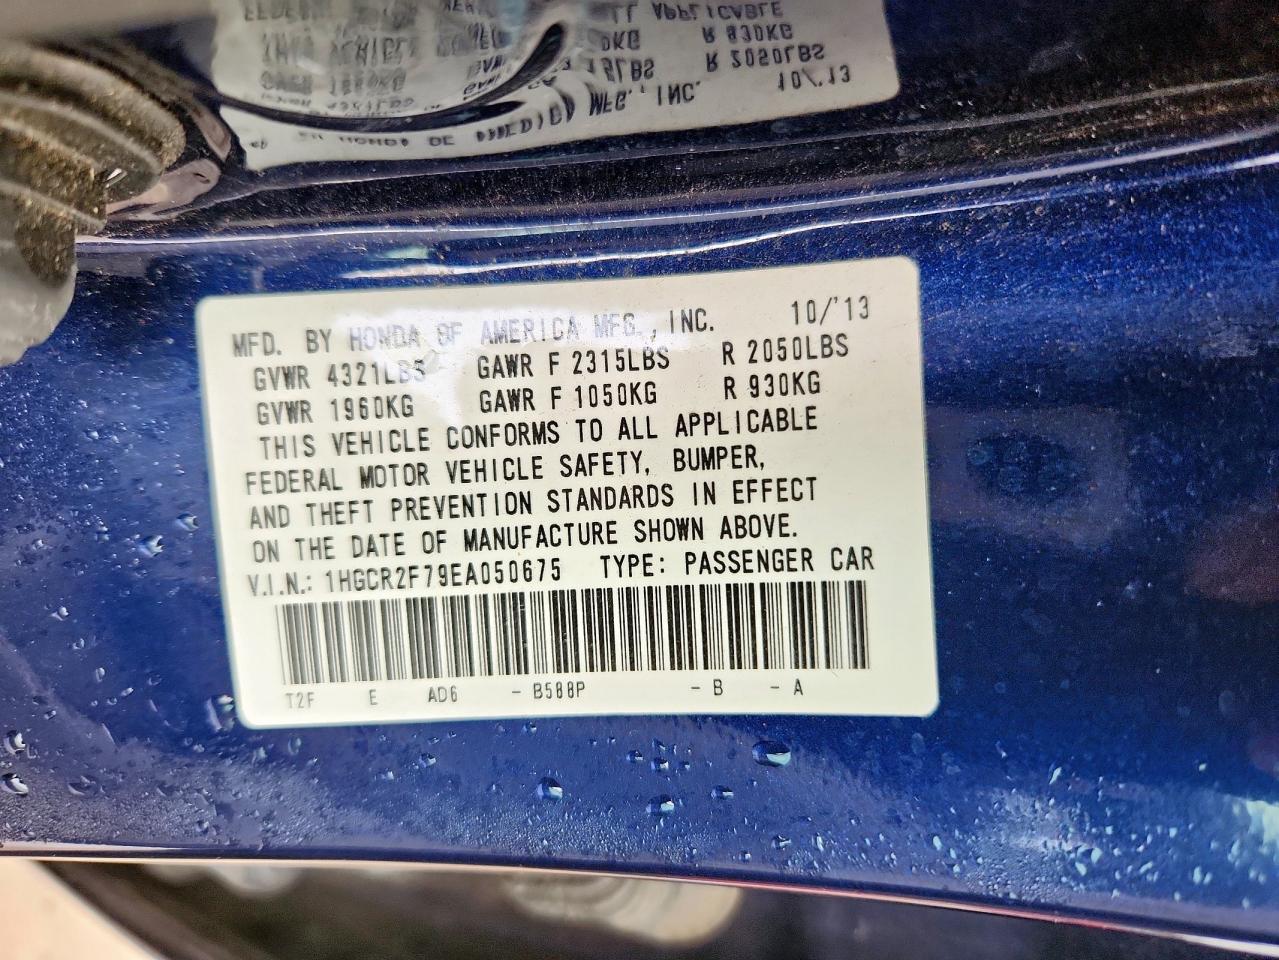 MFD. BY HONDA OF AMERICA MFG., INC. 10/'13
GVWR 4321LBS GAWR F 2315LBS R 2050LBS
GVWR 1960KG GAWR F 1050KG R 930KG
THIS VEHICLE CONFORMS TO ALL APPLICABLE
FEDERAL MOTOR VEHICLE SAFETY, BUMPER,
AND THEFT PREVENTION STANDARDS IN EFFECT
ON THE DATE OF MANUFACTURE SHOWN ABOVE.
V.I.N.: 1HGCR2F79EA050675 TYPE: PASSENGER CAR
T2F E AD6 - B588P - B - A